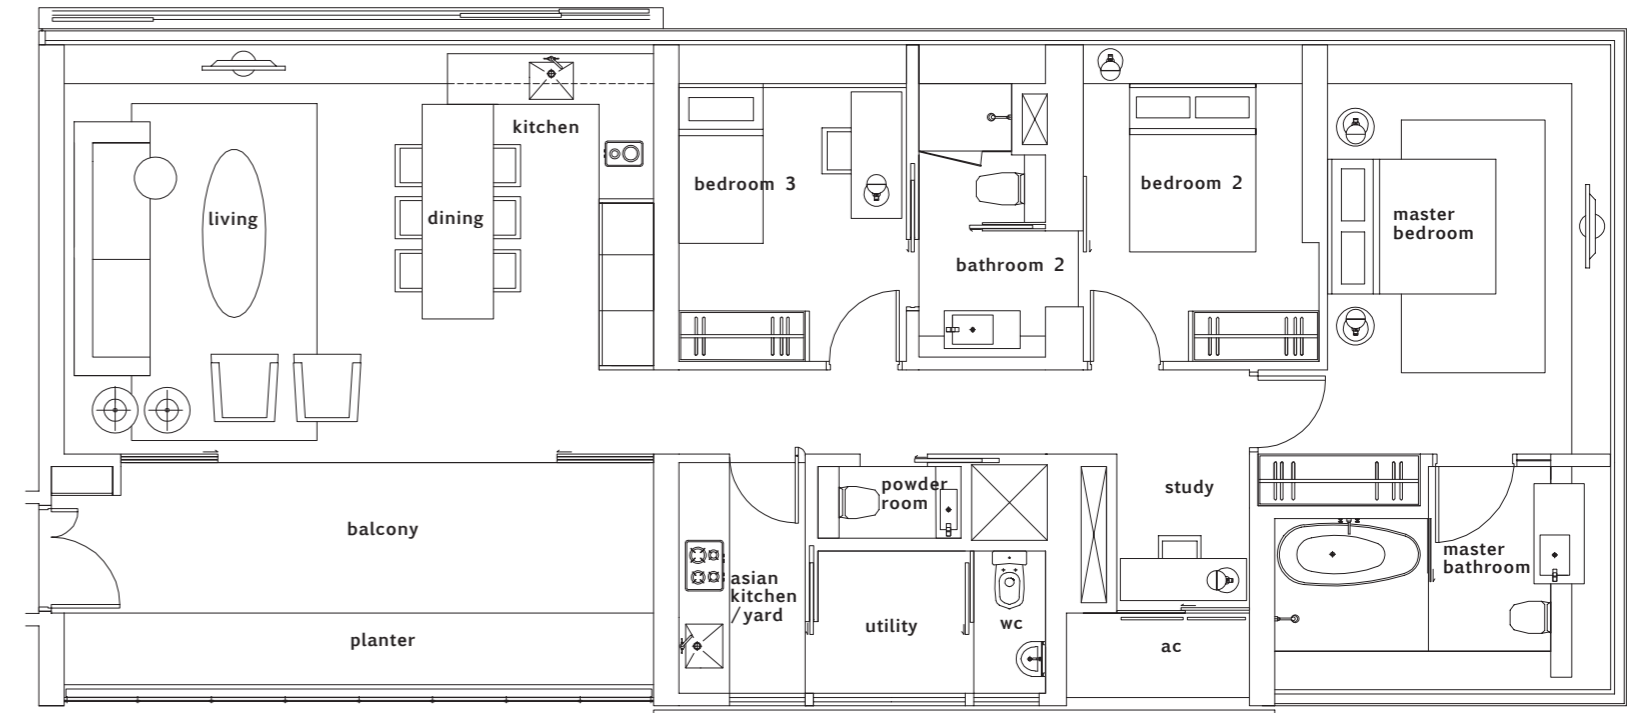 kitchen
living
dining
bedroom 3
bathroom 2
bedroom 2
master
bedroom
balcony
planter
asian
kitchen
/yard
powder
room
utility
wc
study
ac
master
bathroom